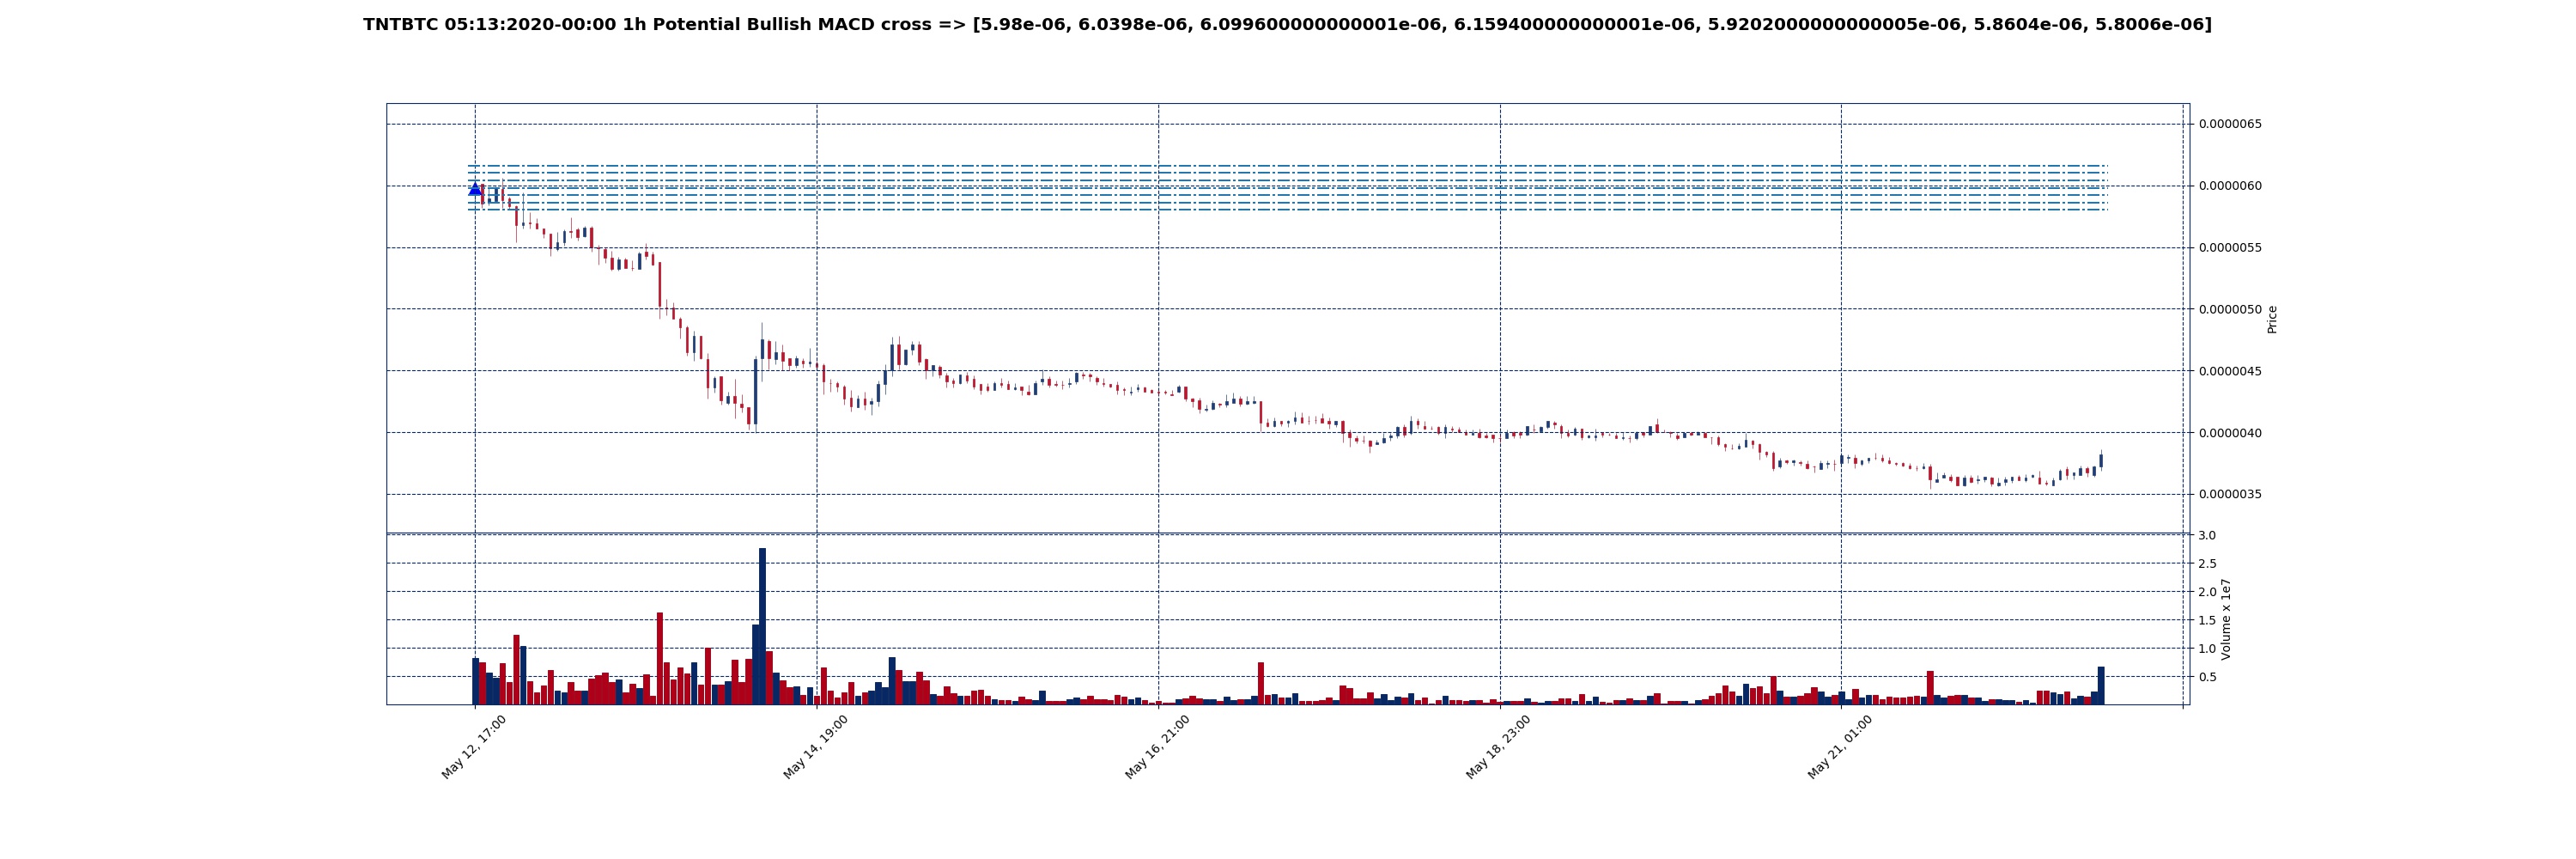 TNTBTC 05:13:2020-00:00 1h Potential Bullish MACD cross => [5.98e-06, 6.0398e-06, 6.099600000000001e-06, 6.159400000000001e-06, 5.9202000000000005e-06, 5.8604e-06, 5.8006e-06]
0.0000065
0.0000060
0.0000055
0.0000050
0.0000045
0.0000040
0.0000035
Price
3.0
2.5
2.0
1.5
1.0
0.5
Volume x 1e7
May 12, 17:00
May 14, 19:00
May 16, 21:00
May 18, 23:00
May 21, 01:00